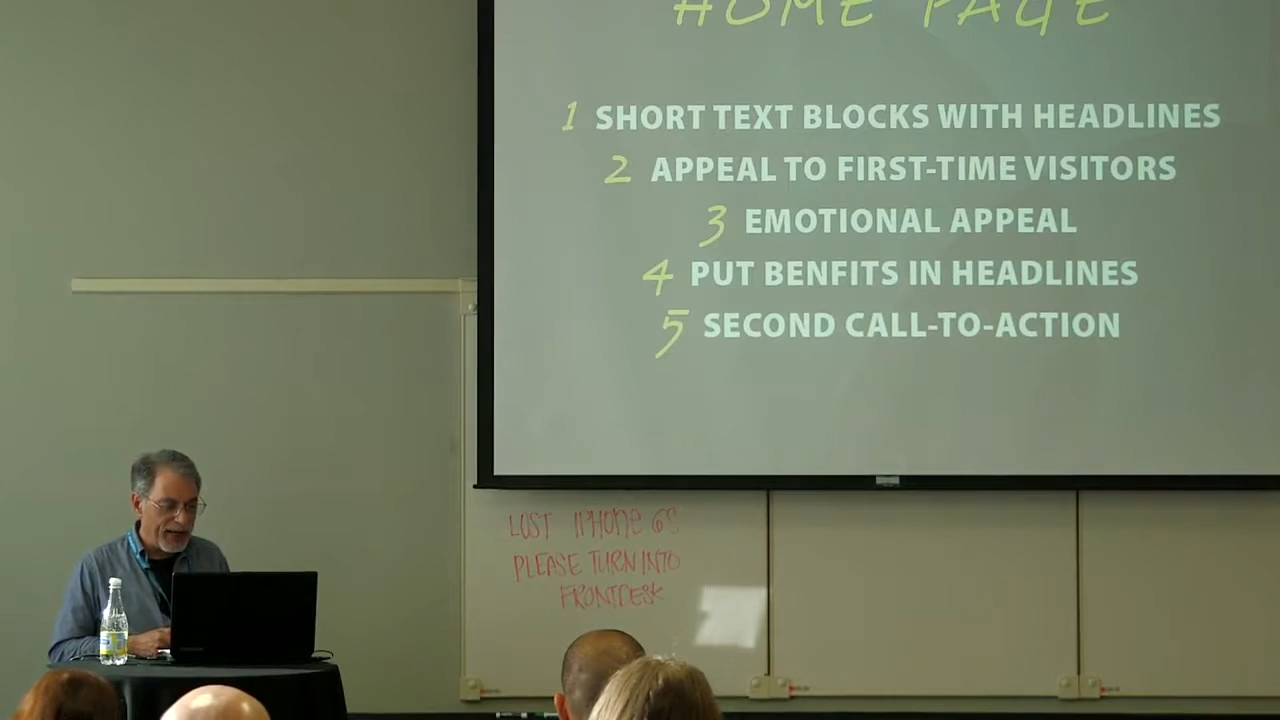 HOME PAGE
1 SHORT TEXT BLOCKS WITH HEADLINES
2 APPEAL TO FIRST-TIME VISITORS
3 EMOTIONAL APPEAL
4 PUT BENFITS IN HEADLINES
5 SECOND CALL-TO-ACTION
LOST IPHONE 6S
PLEASE TURN INTO
FRONTDESK